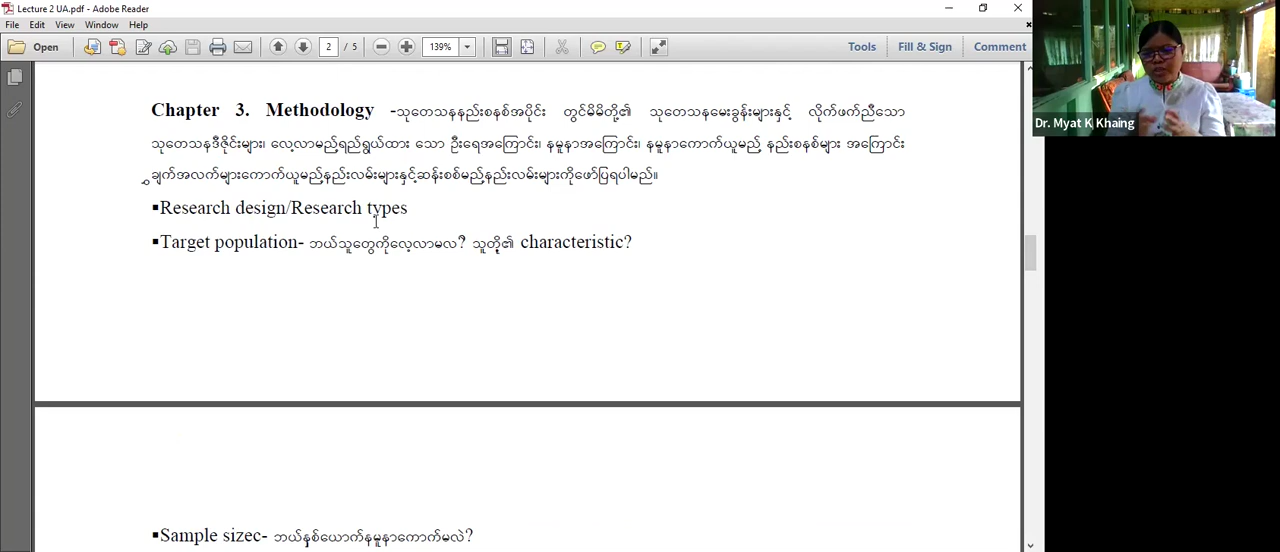 Lecture 2 UA.pdf - Adobe Reader
File Edit View Window Help
Open 2 / 5 139% Tools Fill & Sign Comment
Dr. Myat K Khaing
Chapter 3. Methodology -သုတေသနနည်းစနစ်အပိုင်း တွင်မိမိတို့၏ သုတေသနမေးခွန်းများနှင့် လိုက်ဖက်ညီသော
သုတေသနဒီဇိုင်းများ၊ လေ့လာမည့်ရည်ရွယ်ထား သော ဦးရေအကြောင်း၊ နမူနာအကြောင်း၊ နမူနာကောက်ယူမည့် နည်းစနစ်များ အကြောင်း
ချက်အလက်များကောက်ယူမည့်နည်းလမ်းများနှင့်ဆန်းစစ်မည့်နည်းလမ်းများကိုဖော်ပြရပါမည်။
▪Research design/Research types
▪Target population- ဘယ်သူတွေကိုလေ့လာမလ? သူတို့၏ characteristic?
▪Sample sizec- ဘယ်နှစ်ယောက်နမူနာကောက်မလဲ?